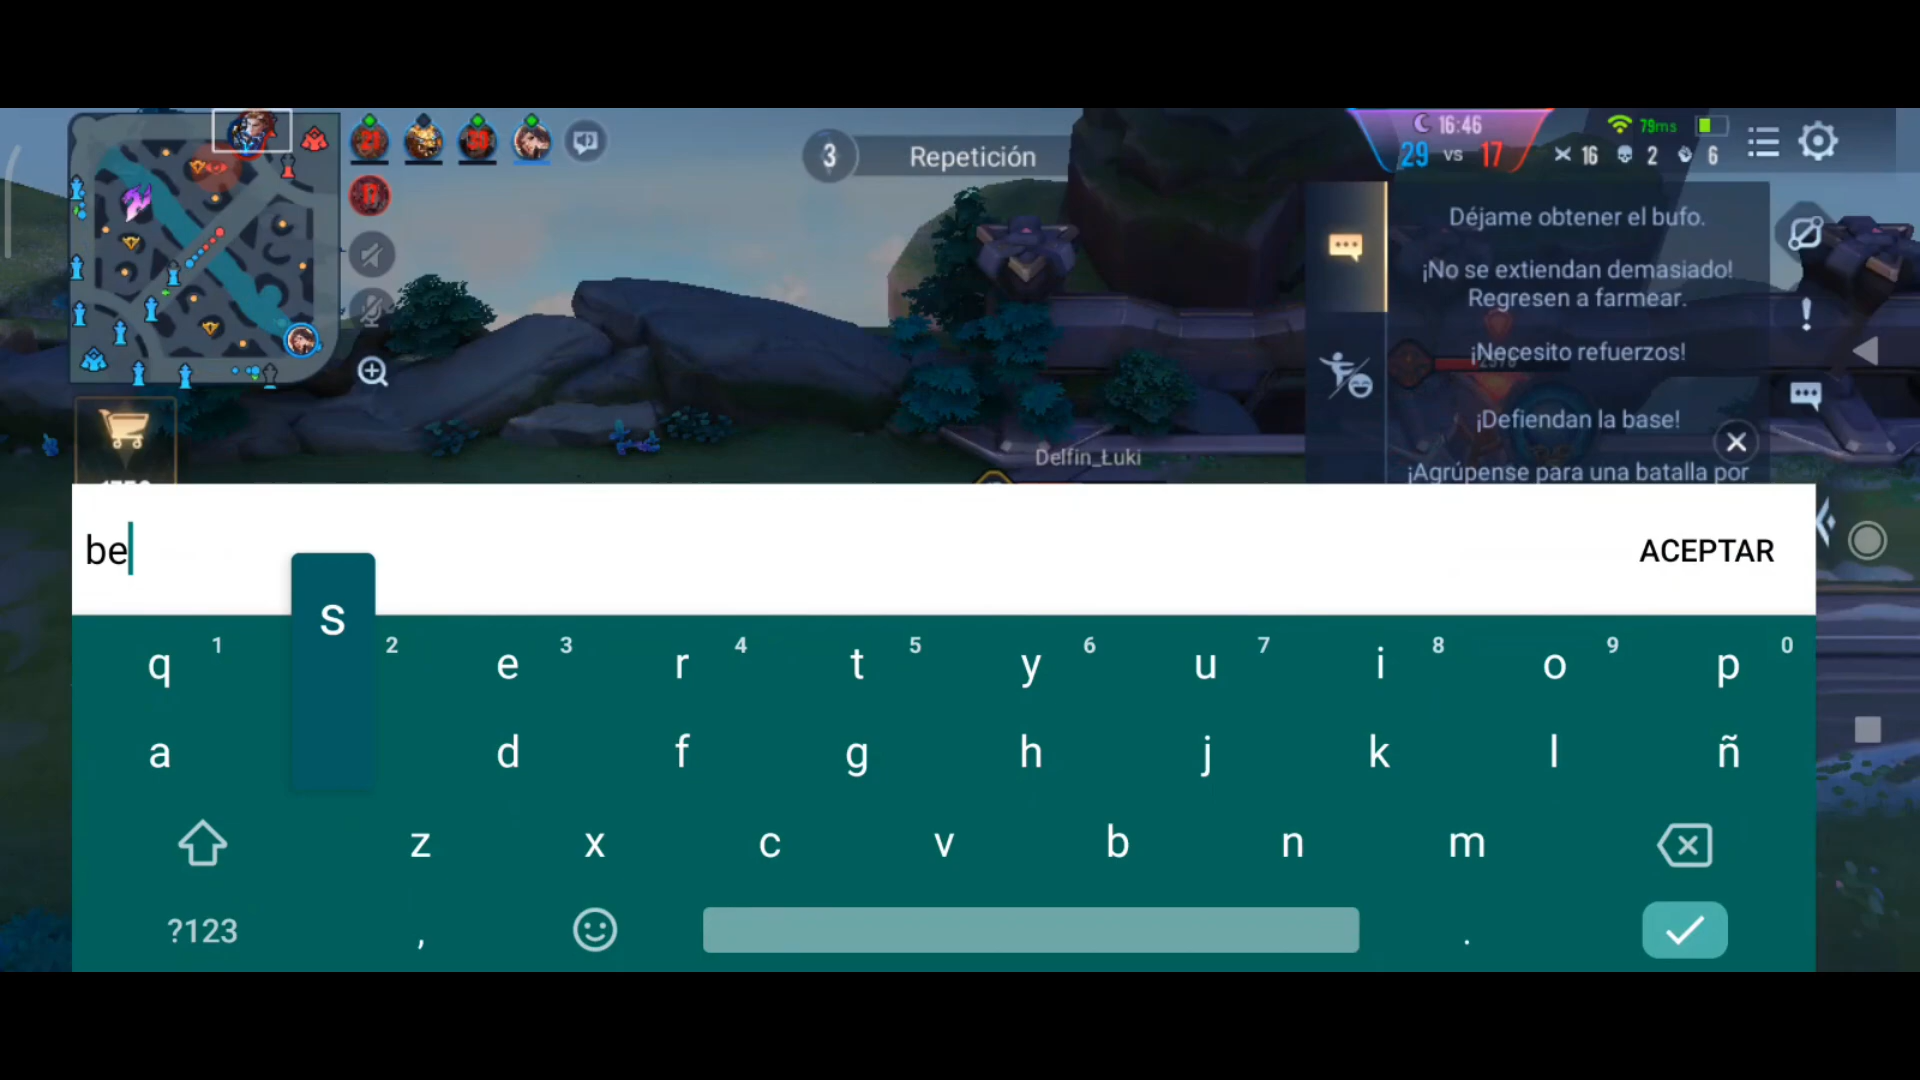 16:46
79ms
3
Repetición
29 vs 17
16
2
6
Déjame obtener el bufo.
¡No se extiendan demasiado!
Regresen a farmear.
¡Necesito refuerzos!
¡Defiendan la base!
Delfin_Łuki
¡Agrúpense para una batalla por
be
ACEPTAR
s
q 1 2 e 3 r 4 t 5 y 6 u 7 i 8 o 9 p 0
a d f g h j k l ñ
z x c v b n m
?123 , .